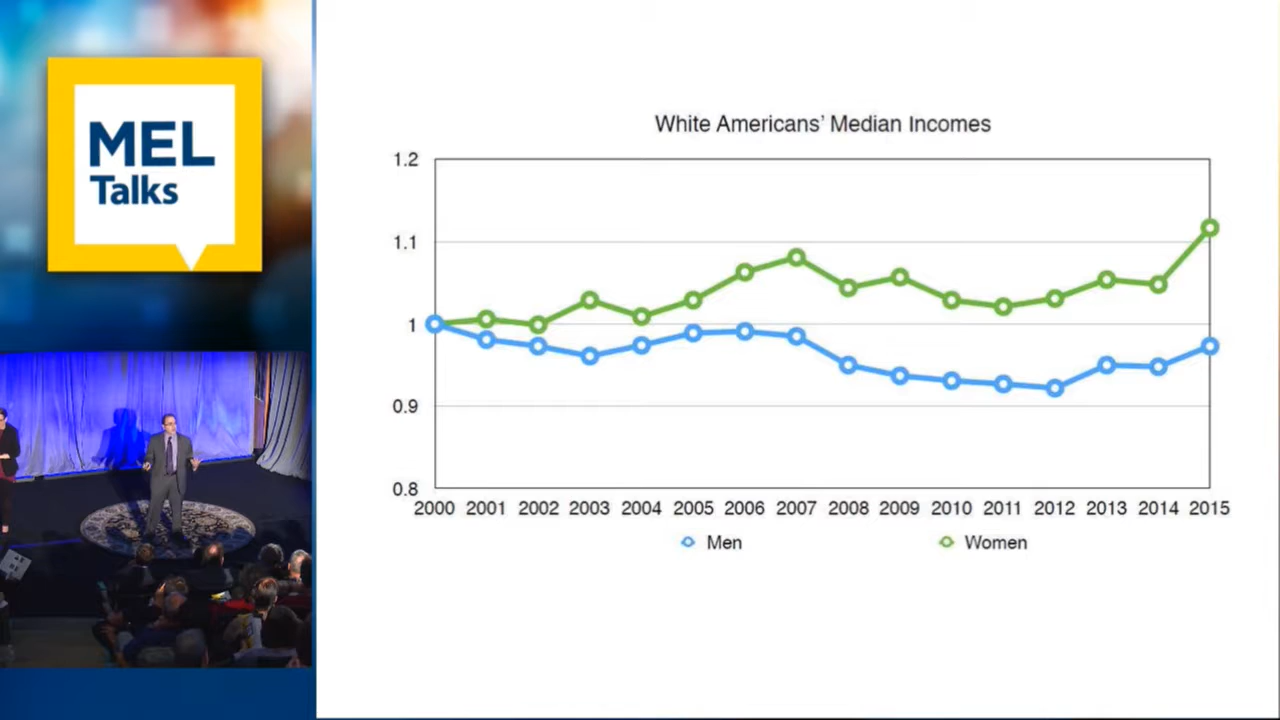 MEL
Talks
White Americans’ Median Incomes
1.2
1.1
1
0.9
0.8
2000 2001 2002 2003 2004 2005 2006 2007 2008 2009 2010 2011 2012 2013 2014 2015
Men Women